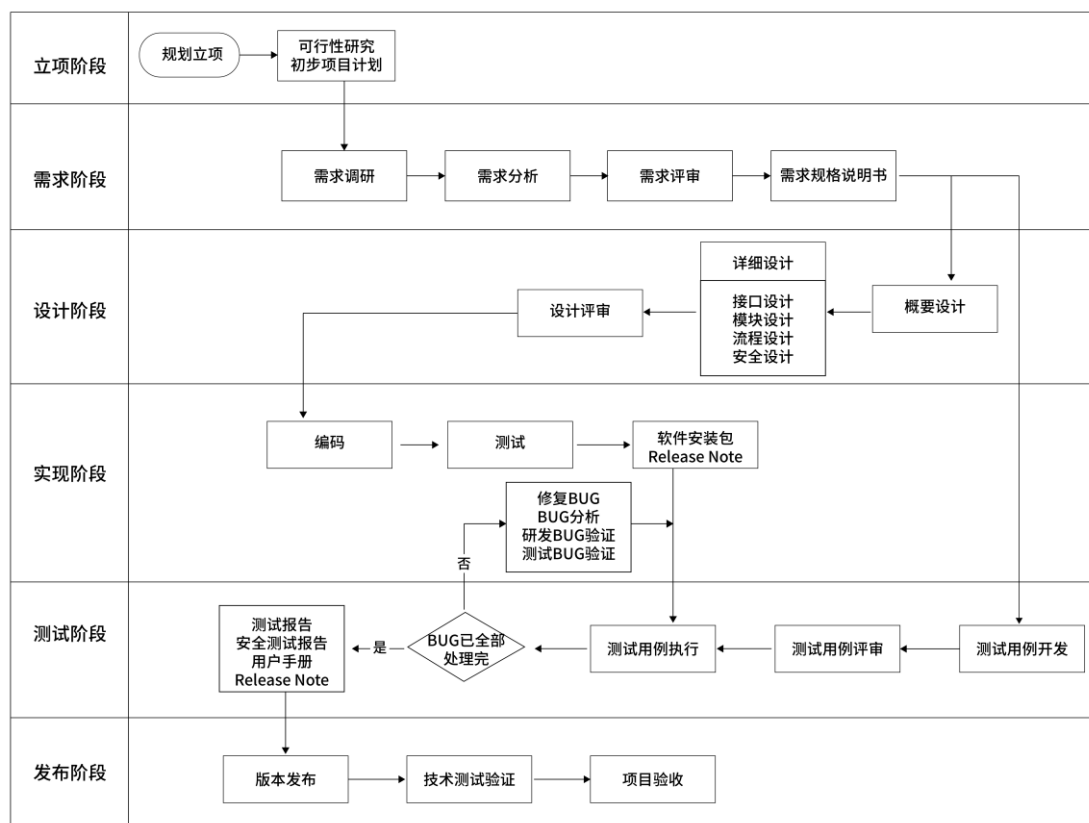 立项阶段
规划立项
可行性研究
初步项目计划
需求阶段
需求调研
需求分析
需求评审
需求规格说明书
设计阶段
设计评审
详细设计
接口设计
模块设计
流程设计
安全设计
概要设计
实现阶段
编码
测试
软件安装包
Release Note
修复BUG
BUG分析
研发BUG验证
测试BUG验证
否
测试阶段
测试报告
安全测试报告
用户手册
Release Note
是
BUG已全部
处理完
测试用例执行
测试用例评审
测试用例开发
发布阶段
版本发布
技术测试验证
项目验收